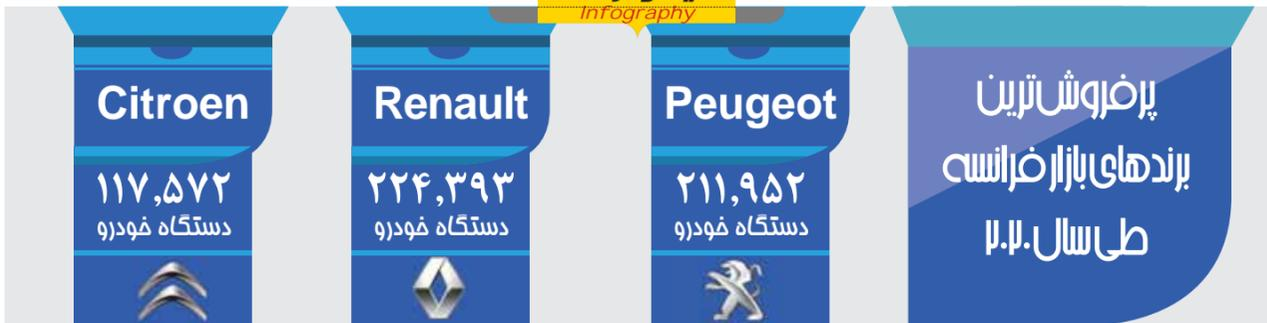 Infography
پرفروش‌ترین
برندهای بازار فرانسه
طی سال ۲۰۲۰
Peugeot
۲۱۱,۹۵۲
دستگاه خودرو
Renault
۲۲۴,۳۹۳
دستگاه خودرو
Citroen
۱۱۷,۵۷۲
دستگاه خودرو